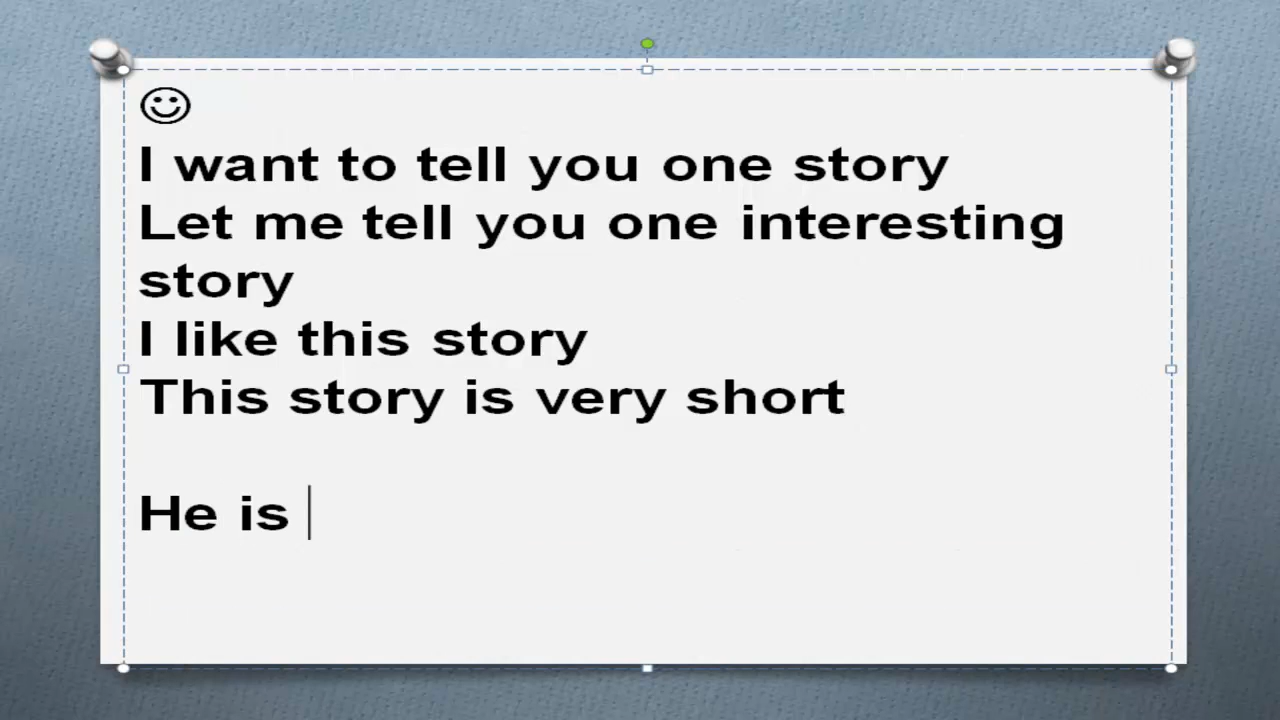 ☺
I want to tell you one story
Let me tell you one interesting
story
I like this story
This story is very short
He is